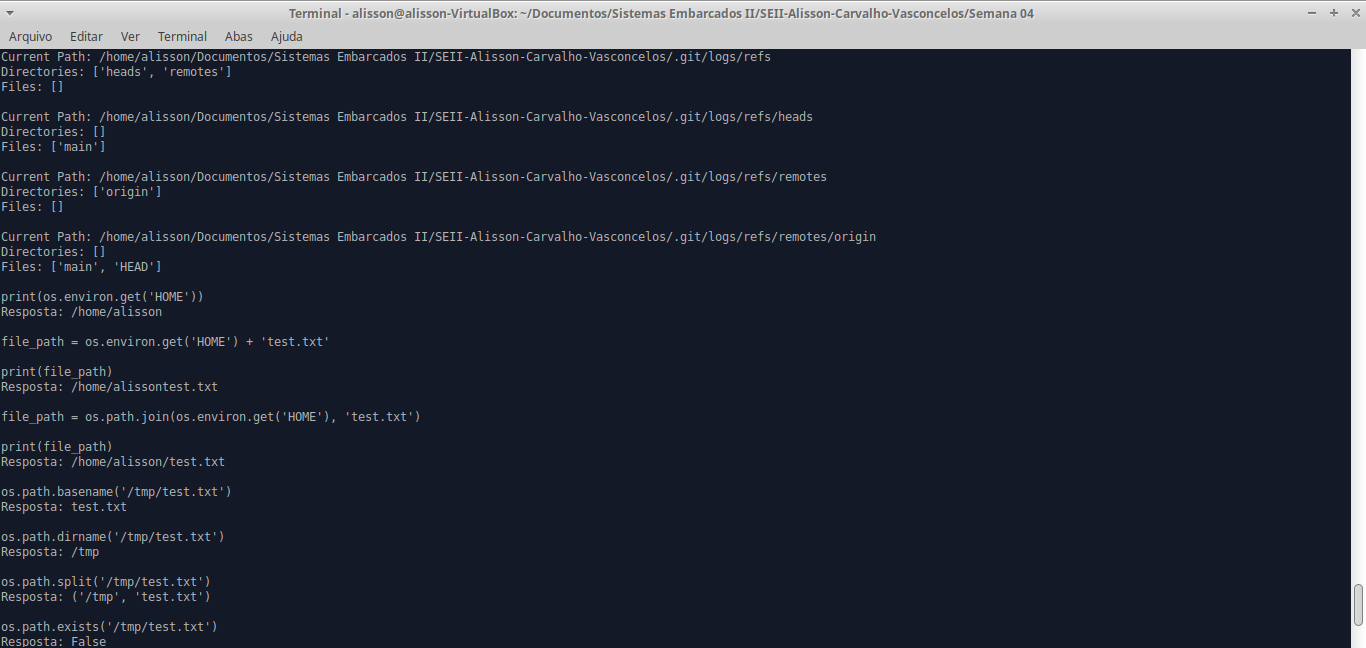 Terminal - alisson@alisson-VirtualBox: ~/Documentos/Sistemas Embarcados II/SEII-Alisson-Carvalho-Vasconcelos/Semana 04
Arquivo Editar Ver Terminal Abas Ajuda
Current Path: /home/alisson/Documentos/Sistemas Embarcados II/SEII-Alisson-Carvalho-Vasconcelos/.git/logs/refs
Directories: ['heads', 'remotes']
Files: []
Current Path: /home/alisson/Documentos/Sistemas Embarcados II/SEII-Alisson-Carvalho-Vasconcelos/.git/logs/refs/heads
Directories: []
Files: ['main']
Current Path: /home/alisson/Documentos/Sistemas Embarcados II/SEII-Alisson-Carvalho-Vasconcelos/.git/logs/refs/remotes
Directories: ['origin']
Files: []
Current Path: /home/alisson/Documentos/Sistemas Embarcados II/SEII-Alisson-Carvalho-Vasconcelos/.git/logs/refs/remotes/origin
Directories: []
Files: ['main', 'HEAD']
print(os.environ.get('HOME'))
Resposta: /home/alisson
file_path = os.environ.get('HOME') + 'test.txt'
print(file_path)
Resposta: /home/alissontest.txt
file_path = os.path.join(os.environ.get('HOME'), 'test.txt')
print(file_path)
Resposta: /home/alisson/test.txt
os.path.basename('/tmp/test.txt')
Resposta: test.txt
os.path.dirname('/tmp/test.txt')
Resposta: /tmp
os.path.split('/tmp/test.txt')
Resposta: ('/tmp', 'test.txt')
os.path.exists('/tmp/test.txt')
Resposta: False